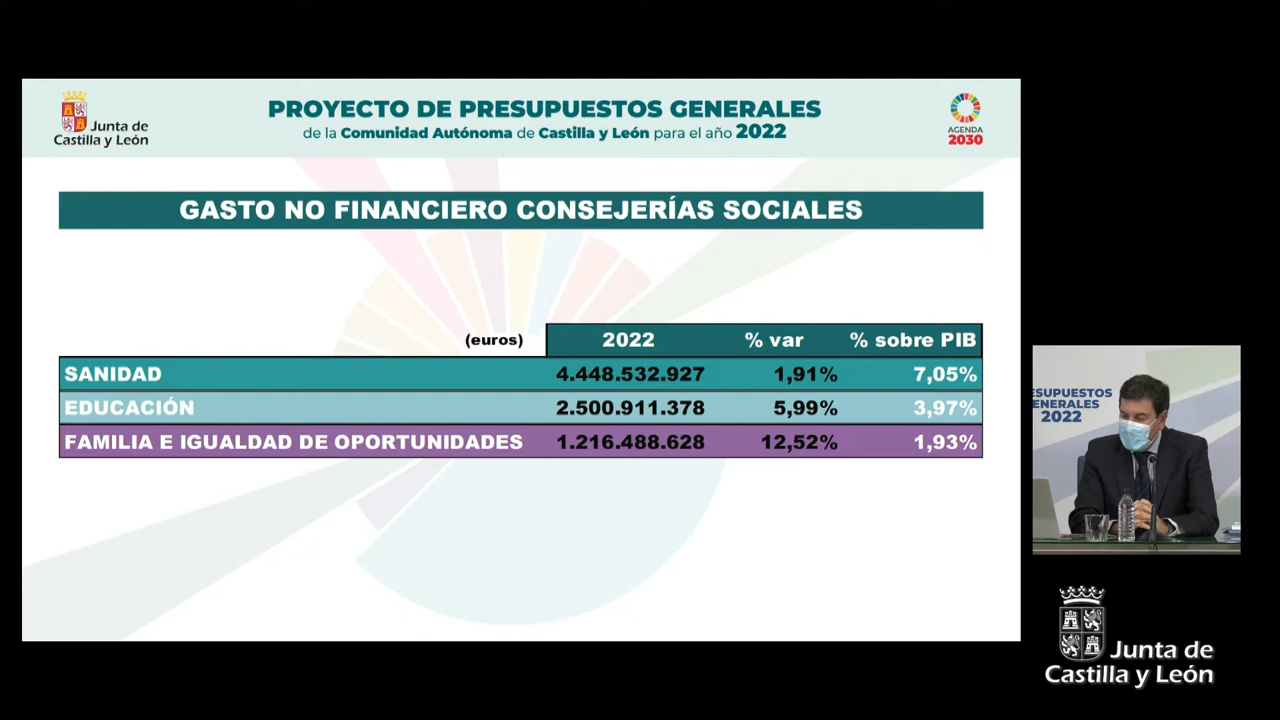 Junta de
Castilla y León
PROYECTO DE PRESUPUESTOS GENERALES
de la Comunidad Autónoma de Castilla y León para el año 2022
AGENDA
2030
GASTO NO FINANCIERO CONSEJERÍAS SOCIALES
(euros) 2022 % var % sobre PIB
SANIDAD 4.448.532.927 1,91% 7,05%
EDUCACIÓN 2.500.911.378 5,99% 3,97%
FAMILIA E IGUALDAD DE OPORTUNIDADES 1.216.488.628 12,52% 1,93%
ESUPUESTOS
ENERALES
2022
Junta de
Castilla y León